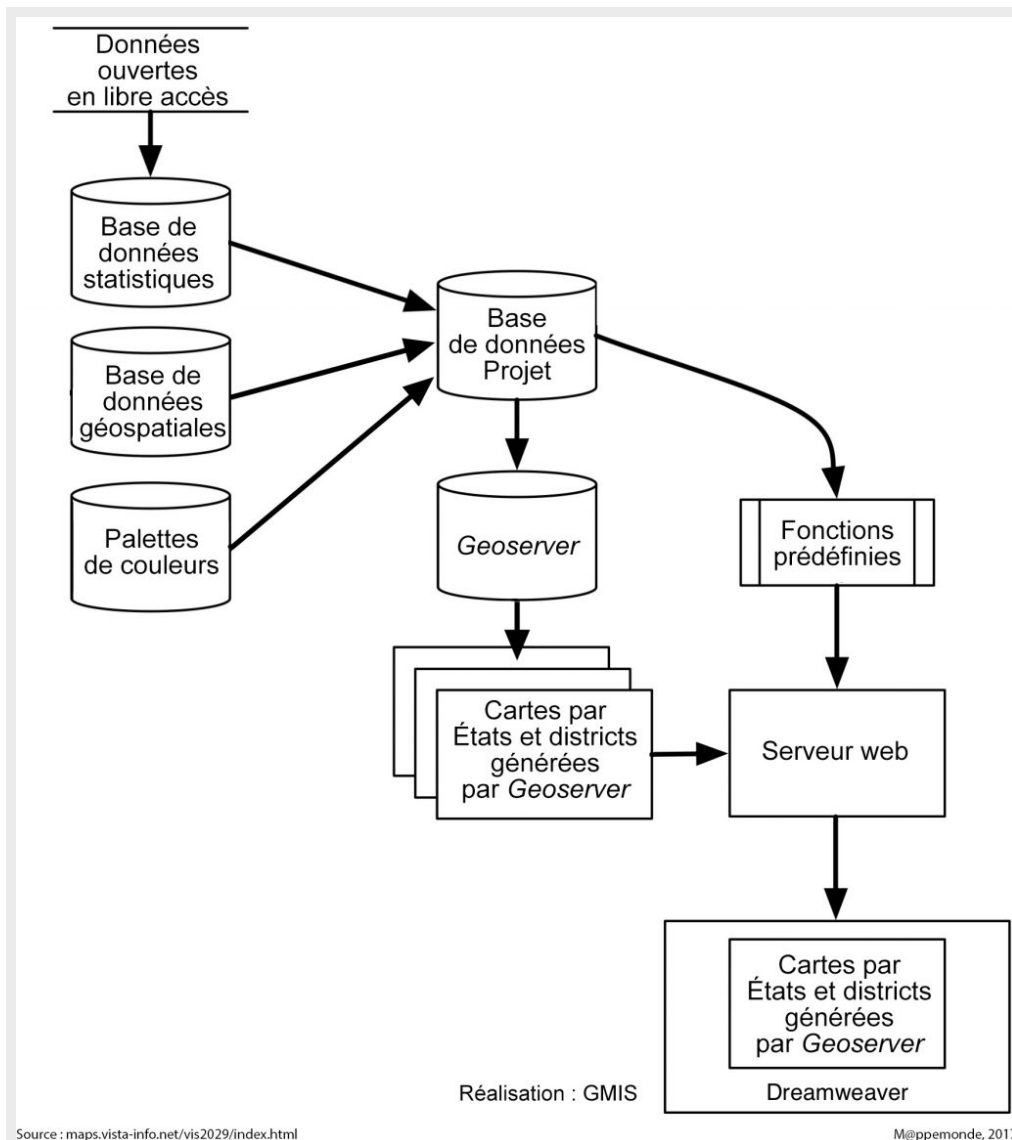 Données
ouvertes
en libre accès
Base de
données
statistiques
Base de
données
géospatiales
Palettes
de couleurs
Base
de données
Projet
Geoserver
Fonctions
prédéfinies
Cartes par
États et districts
générées
par Geoserver
Serveur web
Cartes par
États et districts
générées
par Geoserver
Dreamweaver
Réalisation : GMIS
Source : maps.vista-info.net/vis2029/index.html
M@ppemonde, 2017